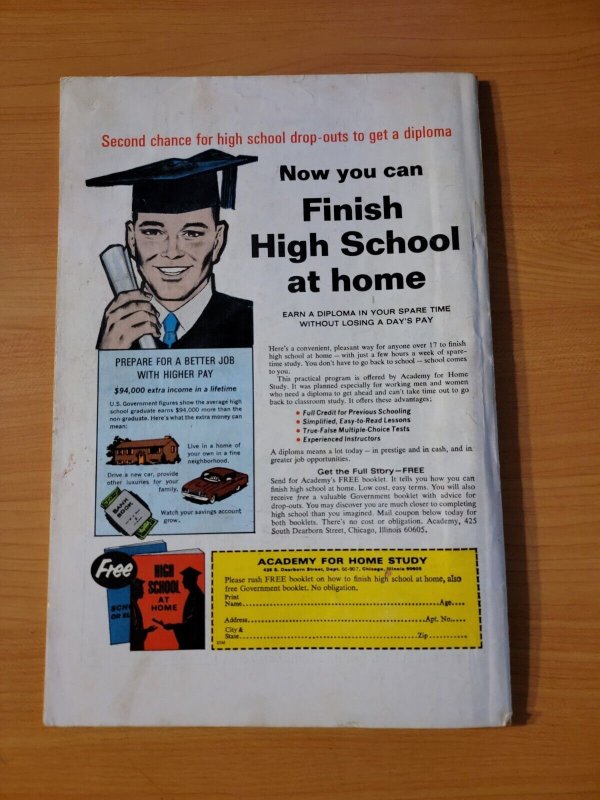 Second chance for high school drop-outs to get a diploma
Now you can
Finish
High School
at home
EARN A DIPLOMA IN YOUR SPARE TIME
WITHOUT LOSING A DAY'S PAY
PREPARE FOR A BETTER JOB
WITH HIGHER PAY
$94,000 extra income in a lifetime
U.S. Government figures show the average high
school graduate earns $94,000 more than the
non-graduate. Here's what the extra money can
mean:
Live in a home of
your own in a fine
neighborhood.
Drive a new car, provide
other luxuries for your
family.
BANK
BOOK
Watch your savings account
grow.
Here's a convenient, pleasant way for anyone over 17 to finish
high school at home — with just a few hours a week of spare-
time study. You don't have to go back to school — school comes
to you.
This practical program is offered by Academy for Home
Study. It was planned especially for working men and women
who need a diploma to get ahead and can't take time out to go
back to classroom study. It offers these advantages:
• Full Credit for Previous Schooling
• Simplified, Easy-to-Read Lessons
• True-False Multiple-Choice Tests
• Experienced Instructors
A diploma means a lot today — in prestige and in cash, and in
greater job opportunities.
Get the Full Story—FREE
Send for Academy's FREE booklet. It tells you how you can
finish high school at home. Low cost, easy terms. You will also
receive free a valuable Government booklet with advice for
drop-outs. You may discover you are much closer to completing
high school than you imagined. Mail coupon below today for
both booklets. There's no cost or obligation. Academy, 425
South Dearborn Street, Chicago, Illinois 60605.
Free
HIGH
SCHOOL
AT
HOME
ACADEMY FOR HOME STUDY
425 S. Dearborn Street, Dept. Chicago, Illinois 60605
Please rush FREE booklet on how to finish high school at home, also
free Government booklet. No obligation.
Print
Name Age
Address Apt. No.
City &
State Zip